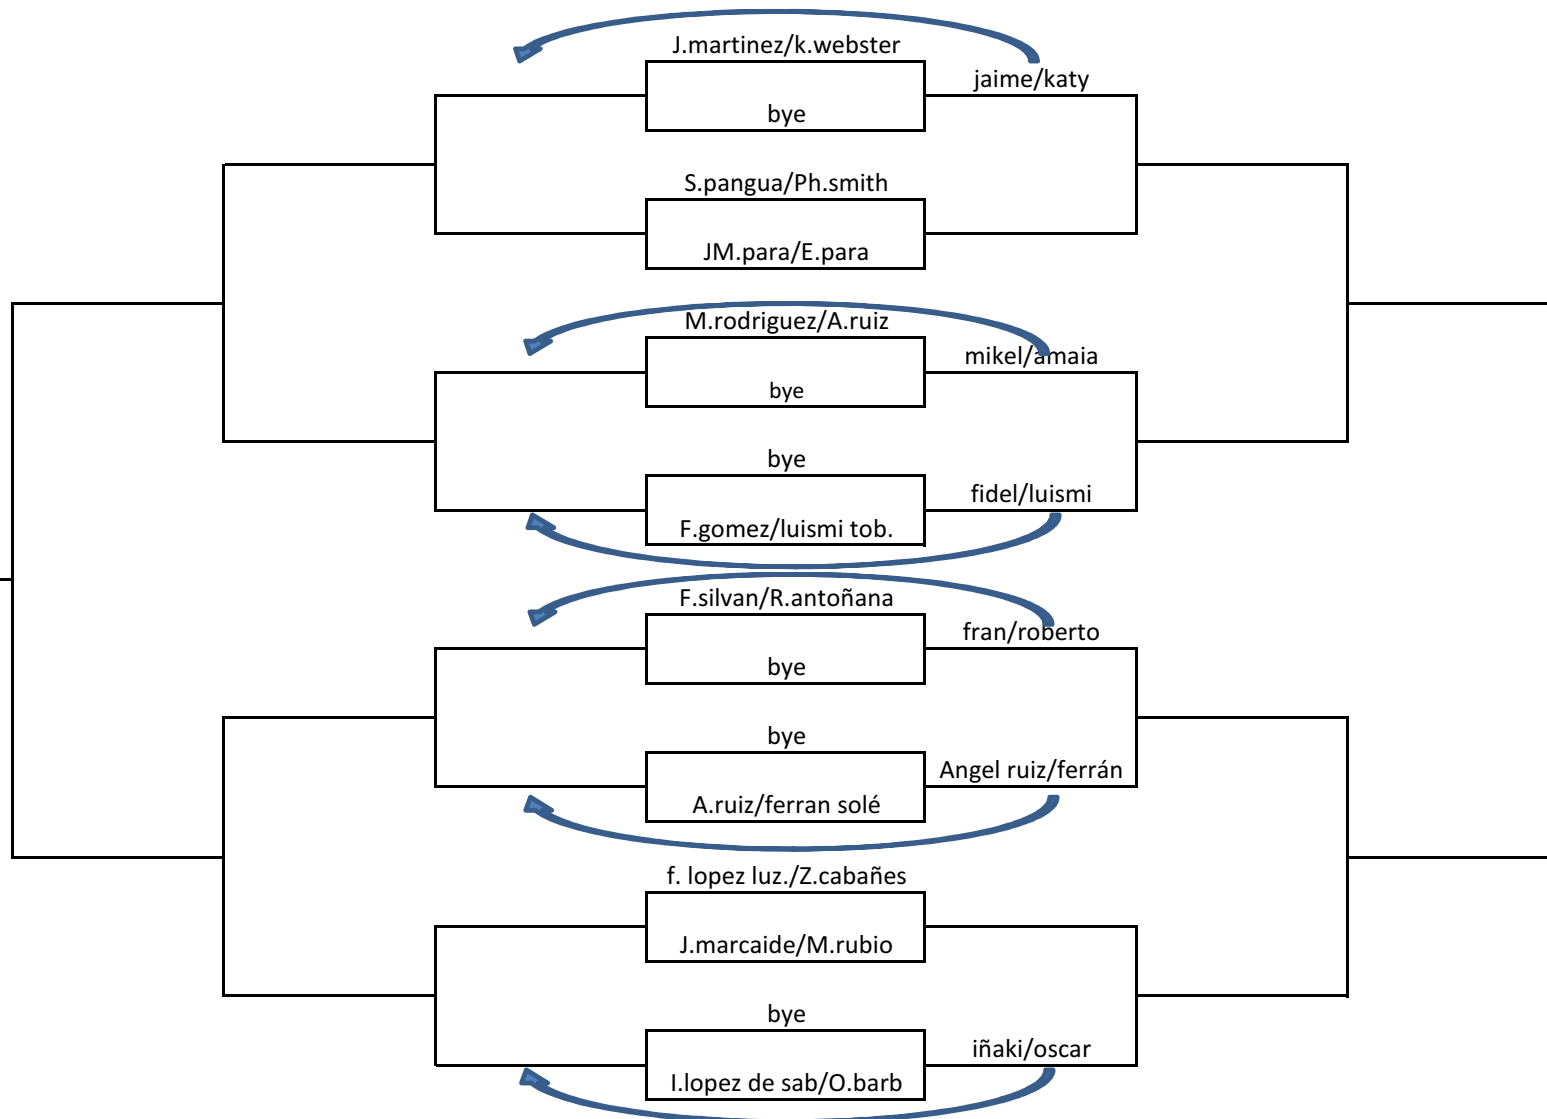 J.martinez/k.webster
jaime/katy
bye
S.pangua/Ph.smith
JM.para/E.para
M.rodriguez/A.ruiz
mikel/amaia
bye
bye
fidel/luismi
F.gomez/luismi tob.
F.silvan/R.antoñana
fran/roberto
bye
bye
Angel ruiz/ferrán
A.ruiz/ferran solé
f. lopez luz./Z.cabañes
J.marcaide/M.rubio
bye
iñaki/oscar
I.lopez de sab/O.barb